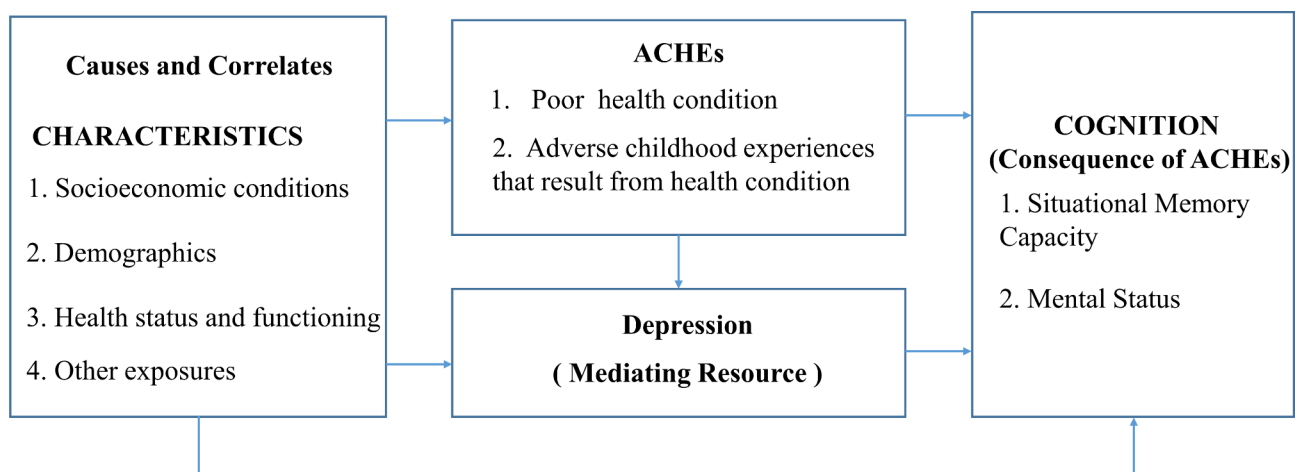 Causes and Correlates
CHARACTERISTICS
1. Socioeconomic conditions
2. Demographics
3. Health status and functioning
4. Other exposures
ACHEs
1. Poor health condition
2. Adverse childhood experiences
that result from health condition
Depression
( Mediating Resource )
COGNITION
(Consequence of ACHEs)
1. Situational Memory
Capacity
2. Mental Status